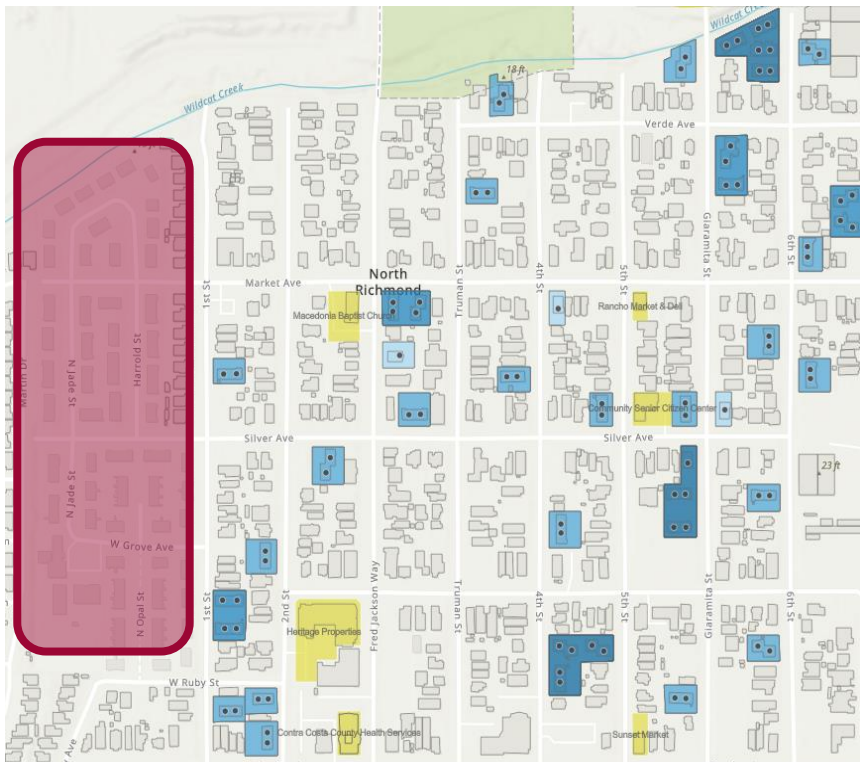 Wildcat Creek
18 ft
Wildcat Creek
Verde Ave
Giaramita St
6th St
1st St
Market Ave
North
Richmond
Truman St
4th St
5th St
Macedonia Baptist Church
Rancho Market & Deli
Martin Dr
N Jade St
Harrold St
Community Senior Citizen Center
Silver Ave
Silver Ave
23 ft
N Jade St
W Grove Ave
N Opal St
1st St
2nd St
Fred Jackson Way
Truman St
4th St
5th St
Giaramita St
6th St
Heritage Properties
W Ruby St
Contra Costa County Health Services
Sunset Market
Ave